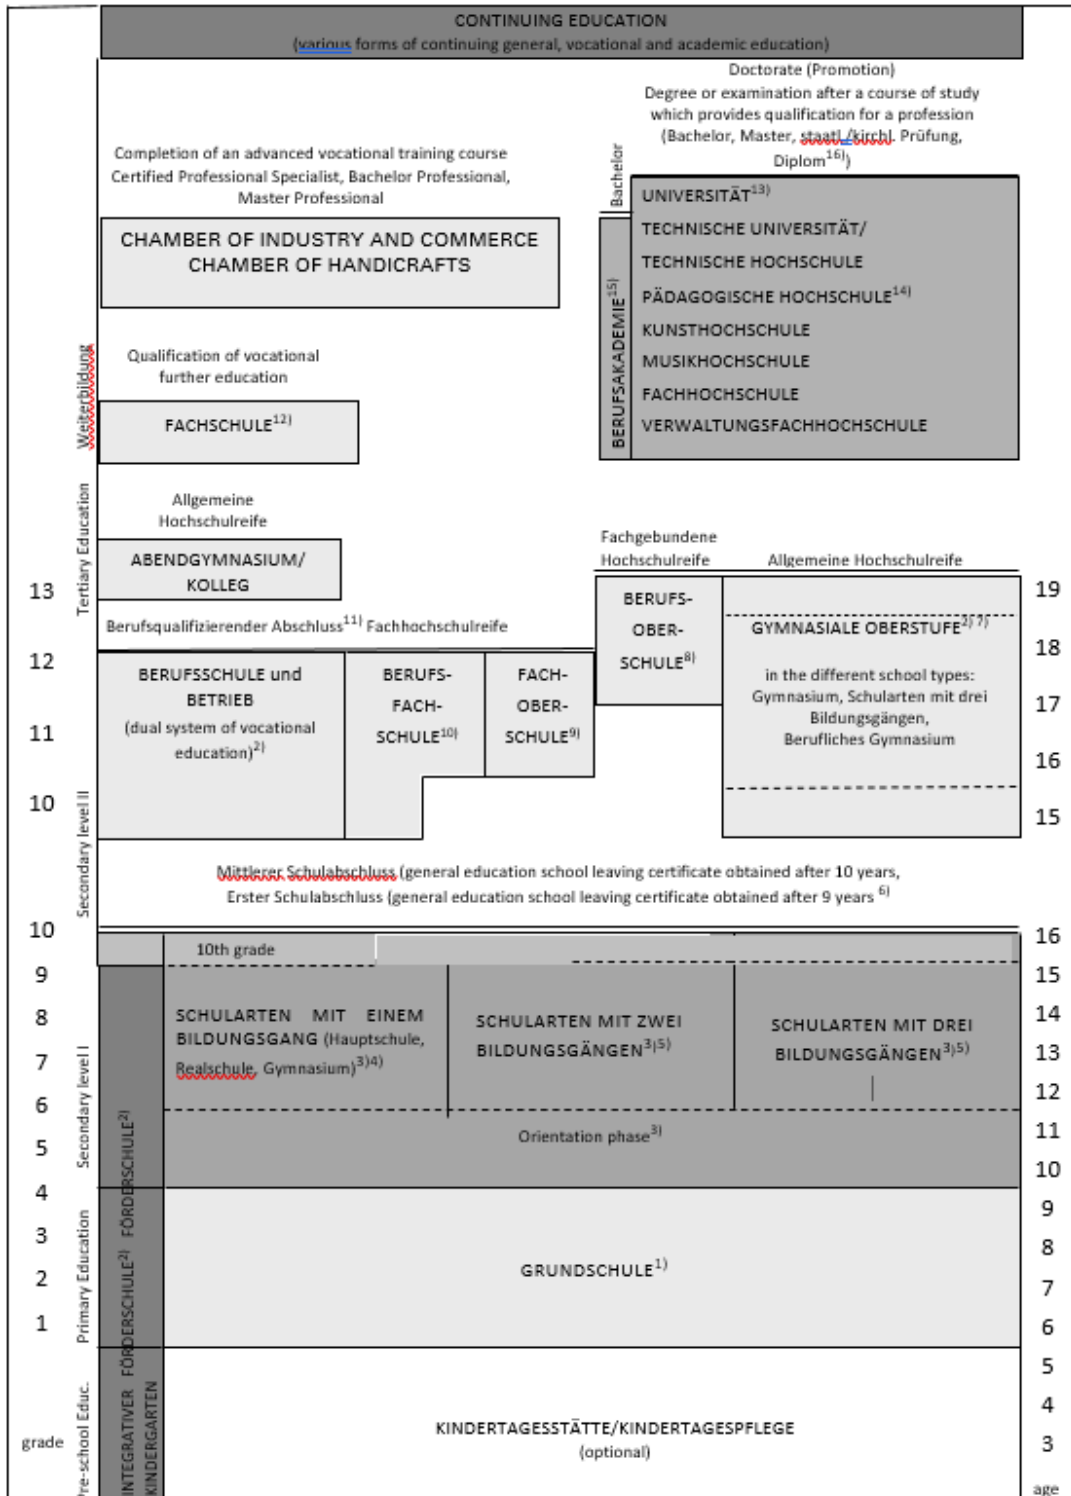 CONTINUING EDUCATION
(various forms of continuing general, vocational and academic education)
Doctorate (Promotion)
Degree or examination after a course of study
which provides qualification for a profession
(Bachelor, Master, staatl./kirchl. Prüfung,
Diplom16))
Completion of an advanced vocational training course
Certified Professional Specialist, Bachelor Professional,
Master Professional
Bachelor
CHAMBER OF INDUSTRY AND COMMERCE
CHAMBER OF HANDICRAFTS
BERUFSAKADEMIE15)
UNIVERSITÄT13)
TECHNISCHE UNIVERSITÄT/
TECHNISCHE HOCHSCHULE
PÄDAGOGISCHE HOCHSCHULE14)
KUNSTHOCHSCHULE
MUSIKHOCHSCHULE
FACHHOCHSCHULE
VERWALTUNGSFACHHOCHSCHULE
Weiterbildung
Qualification of vocational
further education
FACHSCHULE12)
Tertiary Education
Allgemeine
Hochschulreife
ABENDGYMNASIUM/
KOLLEG
Fachgebundene
Hochschulreife
Allgemeine Hochschulreife
13
19
Berufsqualifizierender Abschluss11) Fachhochschulreife
BERUFS-
OBER-
SCHULE8)
GYMNASIALE OBERSTUFE2) 7)
in the different school types:
Gymnasium, Schularten mit drei
Bildungsgängen,
Berufliches Gymnasium
18
12
BERUFSSCHULE und
BETRIEB
(dual system of vocational
education)2)
BERUFS-
FACH-
SCHULE10)
FACH-
OBER-
SCHULE9)
17
11
16
10
15
Secondary level II
Mittlerer Schulabschluss (general education school leaving certificate obtained after 10 years,
Erster Schulabschluss (general education school leaving certificate obtained after 9 years 6)
10
16
10th grade
9
15
SCHULARTEN MIT EINEM
BILDUNGSGANG (Hauptschule,
Realschule, Gymnasium)3)4)
SCHULARTEN MIT ZWEI
BILDUNGSGÄNGEN3)5)
SCHULARTEN MIT DREI
BILDUNGSGÄNGEN3)5)
8
14
7
13
6
12
Secondary level I
FÖRDERSCHULE2)
Orientation phase3)
11
5
10
4
9
3
8
Primary Education
FÖRDERSCHULE2)
GRUNDSCHULE1)
2
7
1
6
5
Pre-school Educ.
INTEGRATIVER
KINDERGARTEN
KINDERTAGESSTÄTTE/KINDERTAGESPFLEGE
(optional)
4
grade
3
age